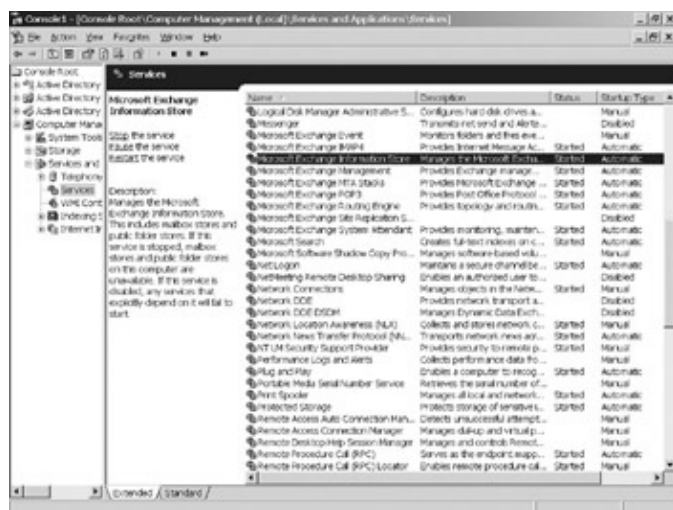 Console1 - [Console Root\Computer Management (Local)\Services and Applications\Services]
File Action View Favorites Window Help
Console Root
Active Directory
Active Directory
Active Directory
Computer Mana
System Tools
Storage
Services and
Telephony
Services
WMI Cont
Indexing S
Internet I
Services
Microsoft Exchange
Information Store
Stop the service
Pause the service
Restart the service
Description:
Manages the Microsoft
Exchange Information Store.
This includes mailbox stores and
public folder stores. If this
service is stopped, mailbox
stores and public folder stores
on this computer are
unavailable. If this service is
disabled, any services that
explicitly depend on it will fail to
start.
Name Description Status Startup Type
Logical Disk Manager Administrative S... Configures hard disk drives a... Manual
Messenger Transmits net send and Alerte... Disabled
Microsoft Exchange Event Monitors folders and fires eve... Manual
Microsoft Exchange IMAP4 Provides Internet Message Ac... Started Automatic
Microsoft Exchange Information Store Manages the Microsoft Excha... Started Automatic
Microsoft Exchange Management Provides Exchange manage... Started Automatic
Microsoft Exchange MTA Stacks Provides Microsoft Exchange ... Started Automatic
Microsoft Exchange POP3 Provides Post Office Protocol ... Started Automatic
Microsoft Exchange Routing Engine Provides topology and routin... Started Automatic
Microsoft Exchange Site Replication S... Disabled
Microsoft Exchange System Attendant Provides monitoring, mainten... Started Automatic
Microsoft Search Creates full-text indexes on c... Started Automatic
Microsoft Software Shadow Copy Pro... Manages software-based volu... Manual
Net Logon Maintains a secure channel be... Started Automatic
NetMeeting Remote Desktop Sharing Enables an authorized user to... Disabled
Network Connections Manages objects in the Netw... Started Manual
Network DDE Provides network transport a... Disabled
Network DDE DSDM Manages Dynamic Data Exch... Disabled
Network Location Awareness (NLA) Collects and stores network c... Started Manual
Network News Transfer Protocol (NN... Transports network news acr... Started Automatic
NT LM Security Support Provider Provides security to remote p... Started Manual
Performance Logs and Alerts Collects performance data fro... Manual
Plug and Play Enables a computer to recog... Started Automatic
Portable Media Serial Number Service Retrieves the serial number of... Manual
Print Spooler Manages all local and network... Started Automatic
Protected Storage Protects storage of sensitive i... Started Automatic
Remote Access Auto Connection Man... Detects unsuccessful attempt... Manual
Remote Access Connection Manager Manages dial-up and virtual p... Manual
Remote Desktop Help Session Manager Manages and controls Remot... Manual
Remote Procedure Call (RPC) Serves as the endpoint mapp... Started Automatic
Remote Procedure Call (RPC) Locator Enables remote procedure cal... Started Manual
Extended Standard